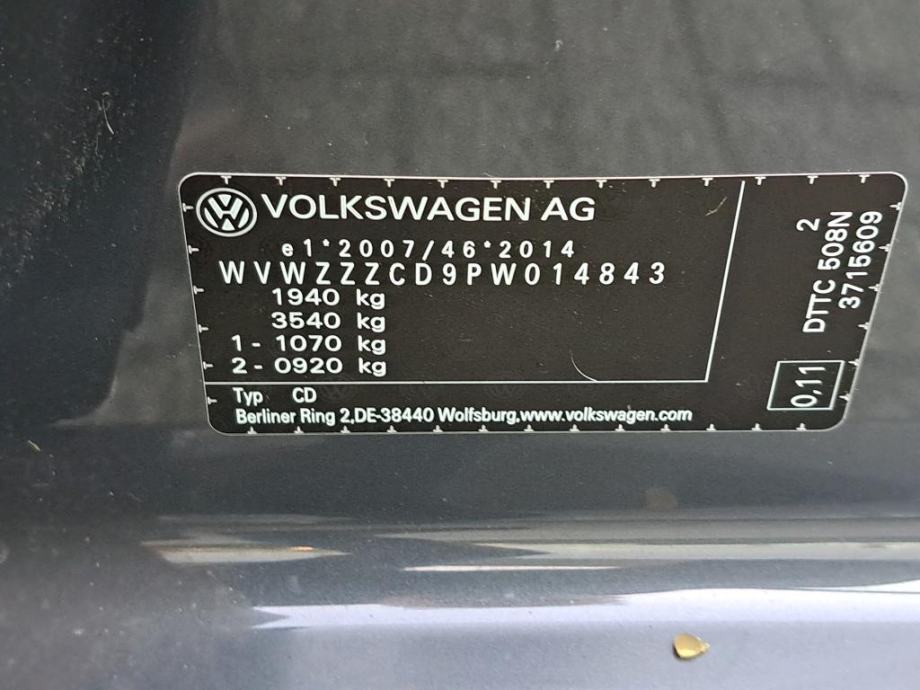 VOLKSWAGEN AG
e1*2007/46*2014
WVWZZZCD9PW014843
1940 kg
3540 kg
1 - 1070 kg
2 - 0920 kg
Typ CD
Berliner Ring 2,DE-38440 Wolfsburg,www.volkswagen.com
2
DTTC 508N
3715609
0,11